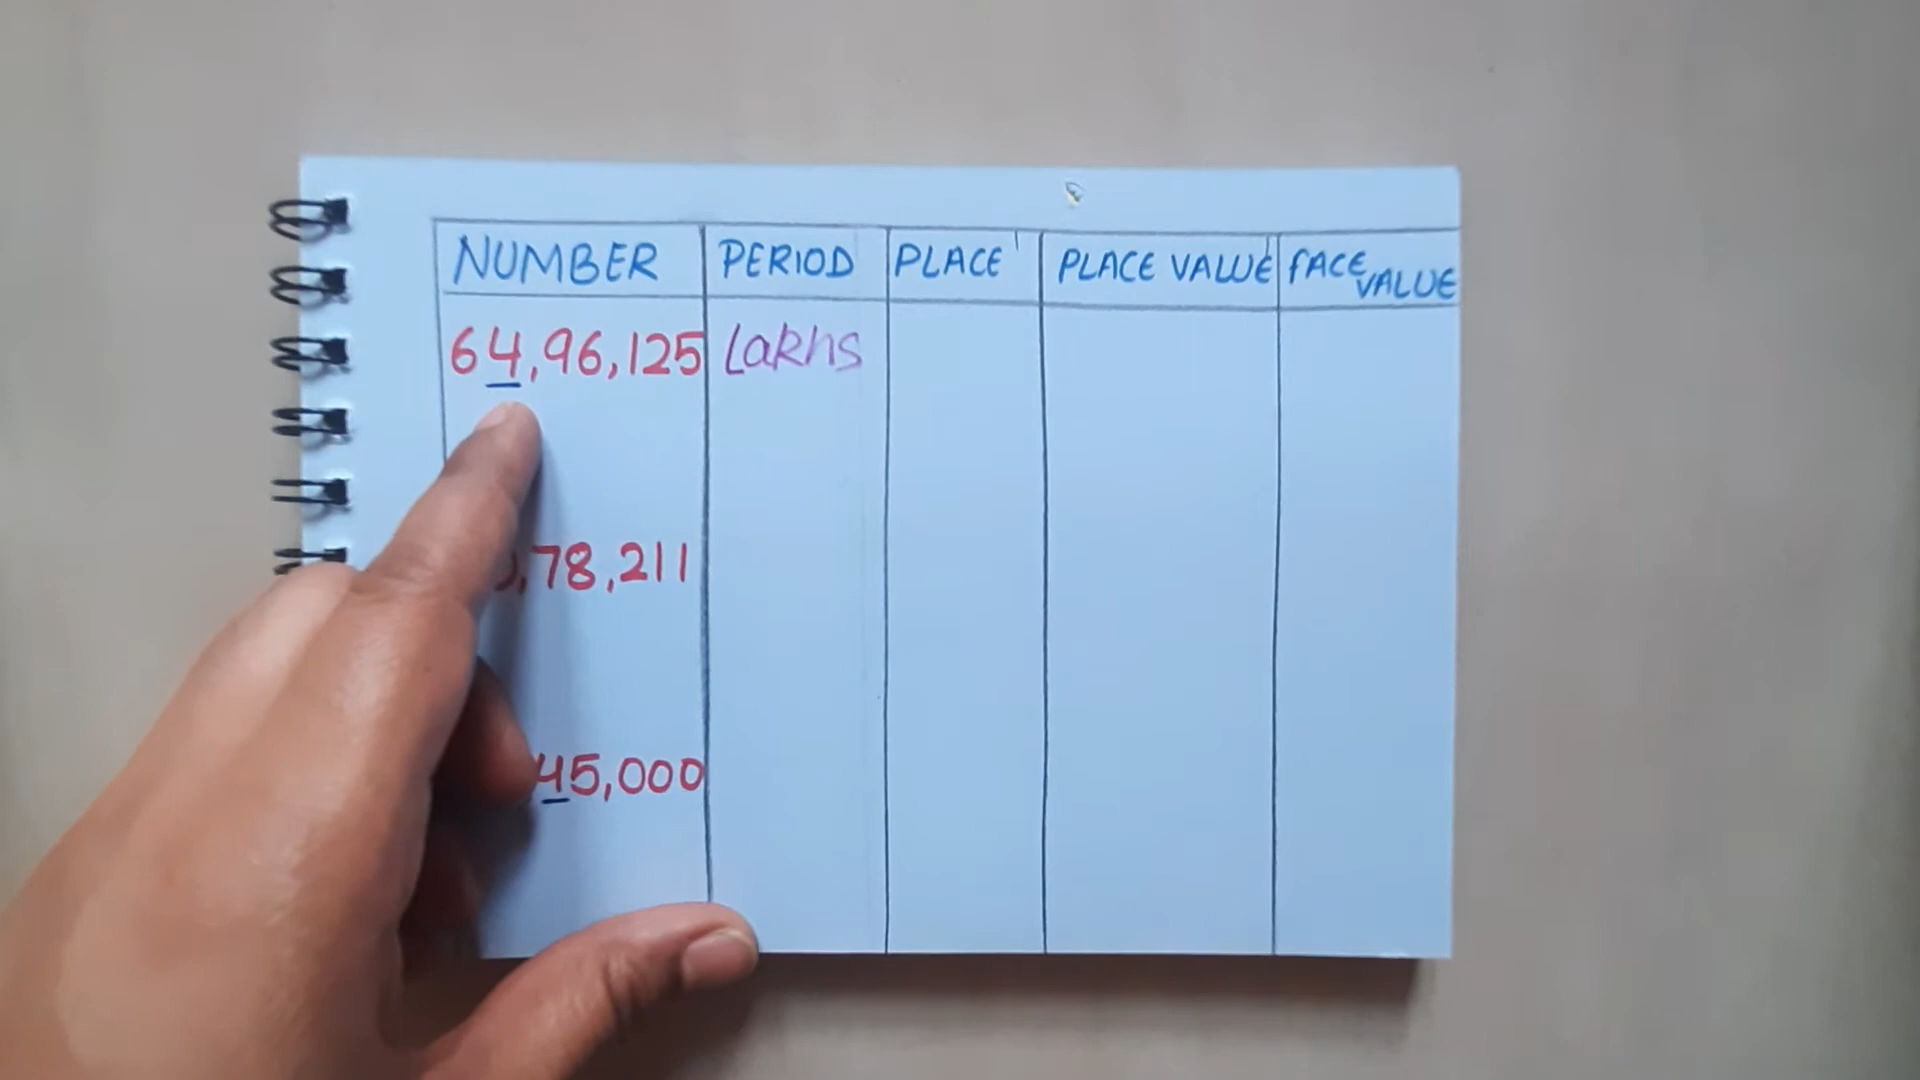 NUMBER PERIOD PLACE PLACE VALUE FACE VALUE
64,96,125 Lakhs
,78,211
45,000